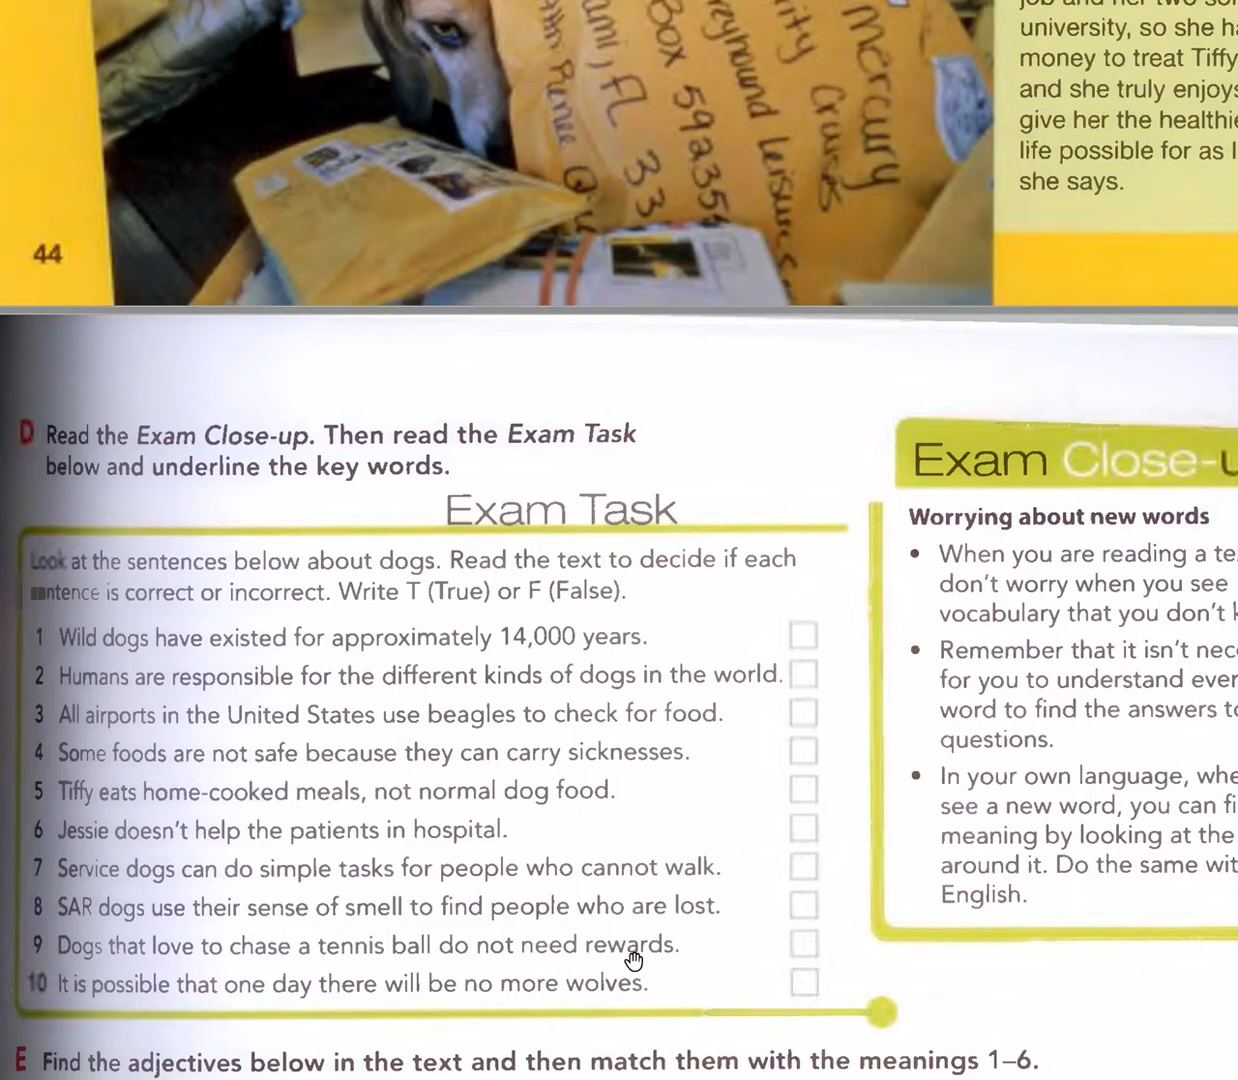 job and her two
university, so she
money to treat Tiffy
and she truly enjoys
give her the
life possible for as
she says.
mercury
Cruises
Leisure
Box 59235
FL 33
44
D Read the Exam Close-up. Then read the Exam Task
below and underline the key words.
Exam Task
Look at the sentences below about dogs. Read the text to decide if each
is correct or incorrect. Write T (True) or F (False).
1 Wild dogs have existed for approximately 14,000 years.
2 Humans are responsible for the different kinds of dogs in the world.
3 All airports in the United States use beagles to check for food.
4 Some foods are not safe because they can carry sicknesses.
5 Tiffy eats home-cooked meals, not normal dog food.
6 Jessie doesn't help the patients in hospital.
7 Service dogs can do simple tasks for people who cannot walk.
8 SAR dogs use their sense of smell to find people who are lost.
9 Dogs that love to chase a tennis ball do not need rewards.
10 It is possible that one day there will be no more wolves.
Exam Close-u
Worrying about new words
• When you are reading a
don't worry when you see
vocabulary that you don't
• Remember that it isn't
for you to understand
word to find the answers
questions.
• In your own language,
see a new word, you can
meaning by looking at the
around it. Do the same
English.
E Find the adjectives below in the text and then match them with the meanings 1–6.